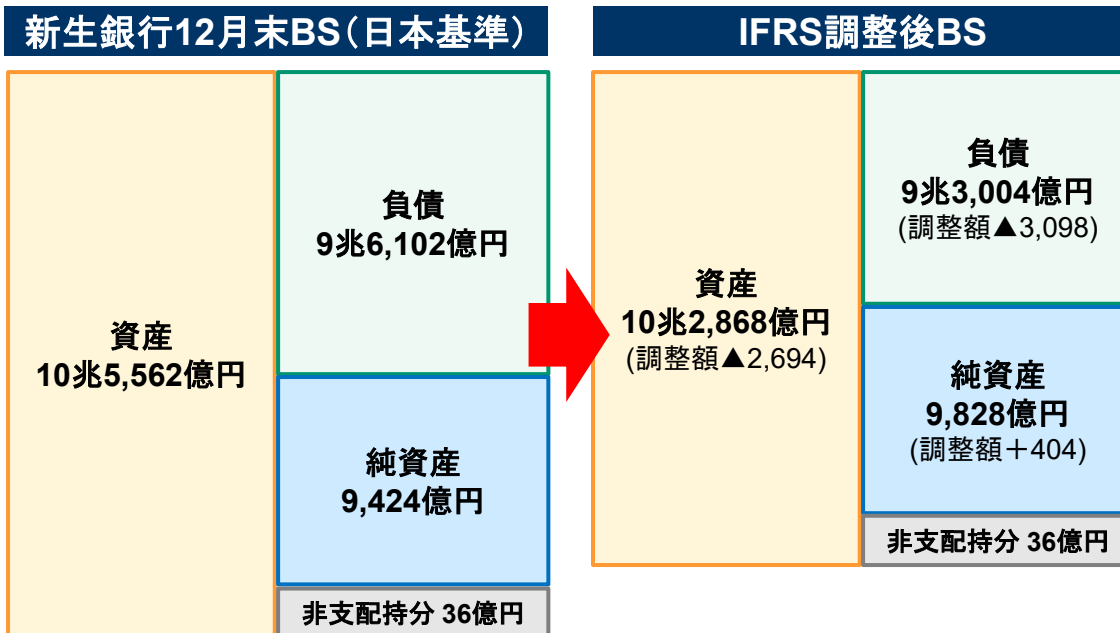 新生銀行12月末BS(日本基準)
資産
10兆5,562億円
負債
9兆6,102億円
純資産
9,424億円
非支配持分 36億円
IFRS調整後BS
資産
10兆2,868億円
(調整額▲2,694)
負債
9兆3,004億円
(調整額▲3,098)
純資産
9,828億円
(調整額+404)
非支配持分 36億円